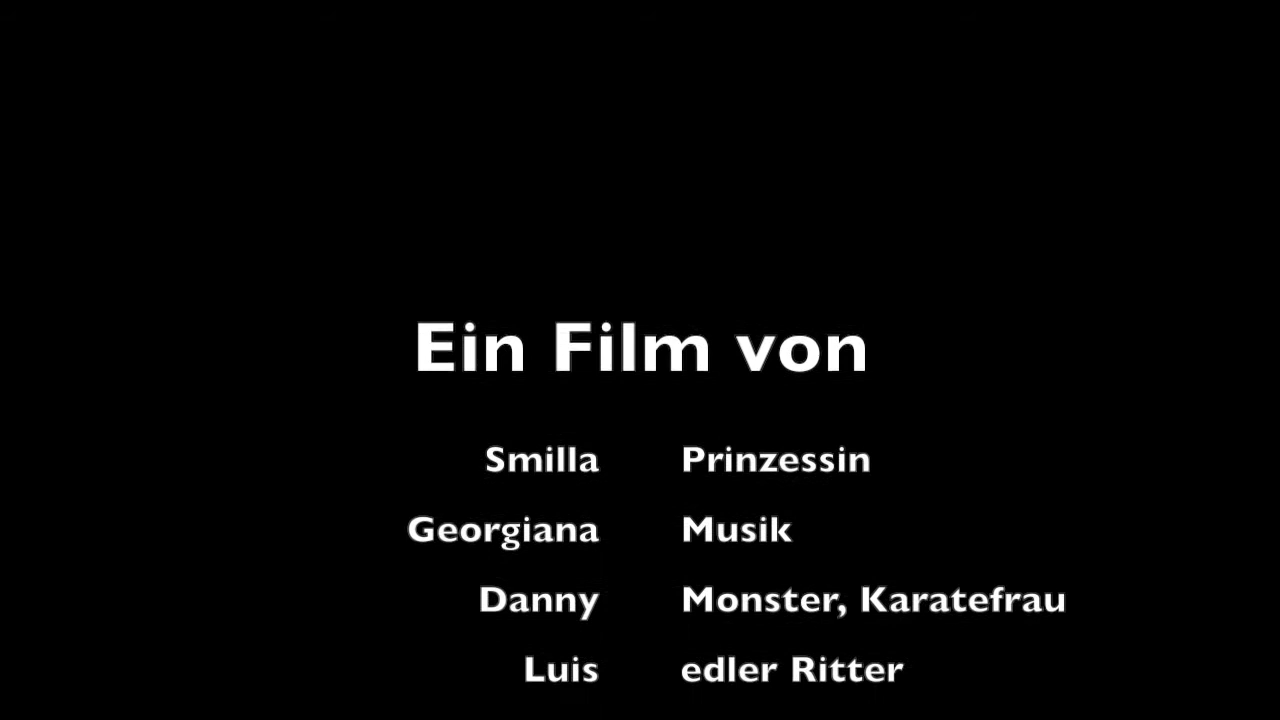 Ein Film von
Smilla Prinzessin
Georgiana Musik
Danny Monster, Karatefrau
Luis edler Ritter